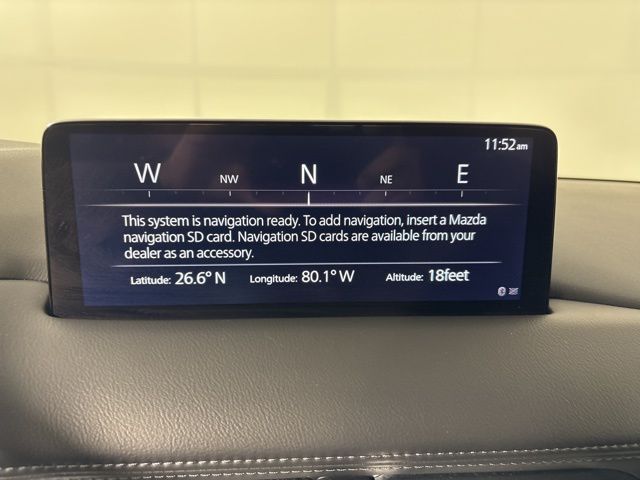 11:52am
W NW N NE E
This system is navigation ready. To add navigation, insert a Mazda
navigation SD card. Navigation SD cards are available from your
dealer as an accessory.
Latitude: 26.6° N Longitude: 80.1° W Altitude: 18feet